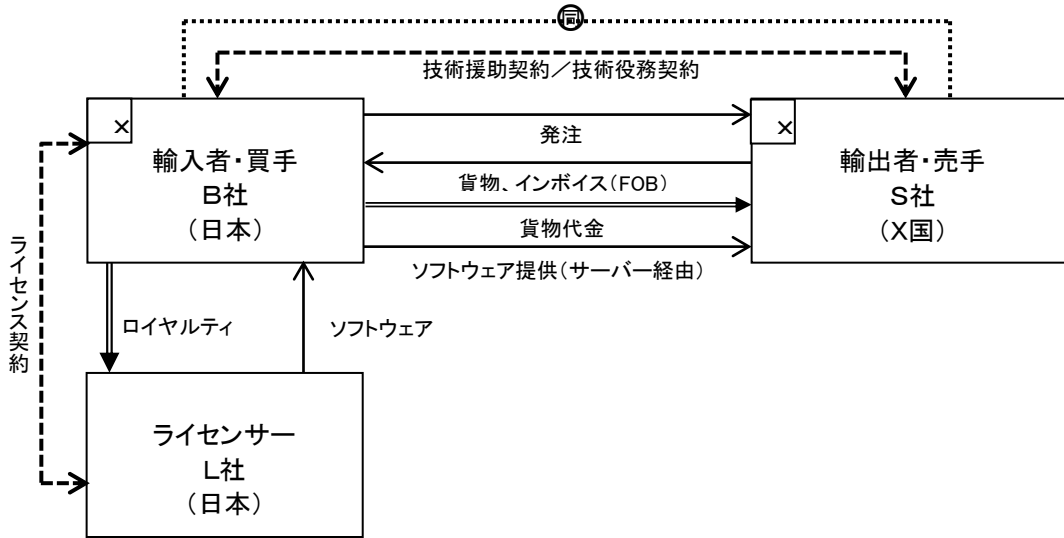 同
技術援助契約／技術役務契約
×
×
発注
輸入者・買手
B社
(日本)
輸出者・売手
S社
(X国)
貨物、インボイス(FOB)
貨物代金
ソフトウェア提供(サーバー経由)
ライセンス契約
ロイヤルティ
ソフトウェア
ライセンサー
L社
(日本)